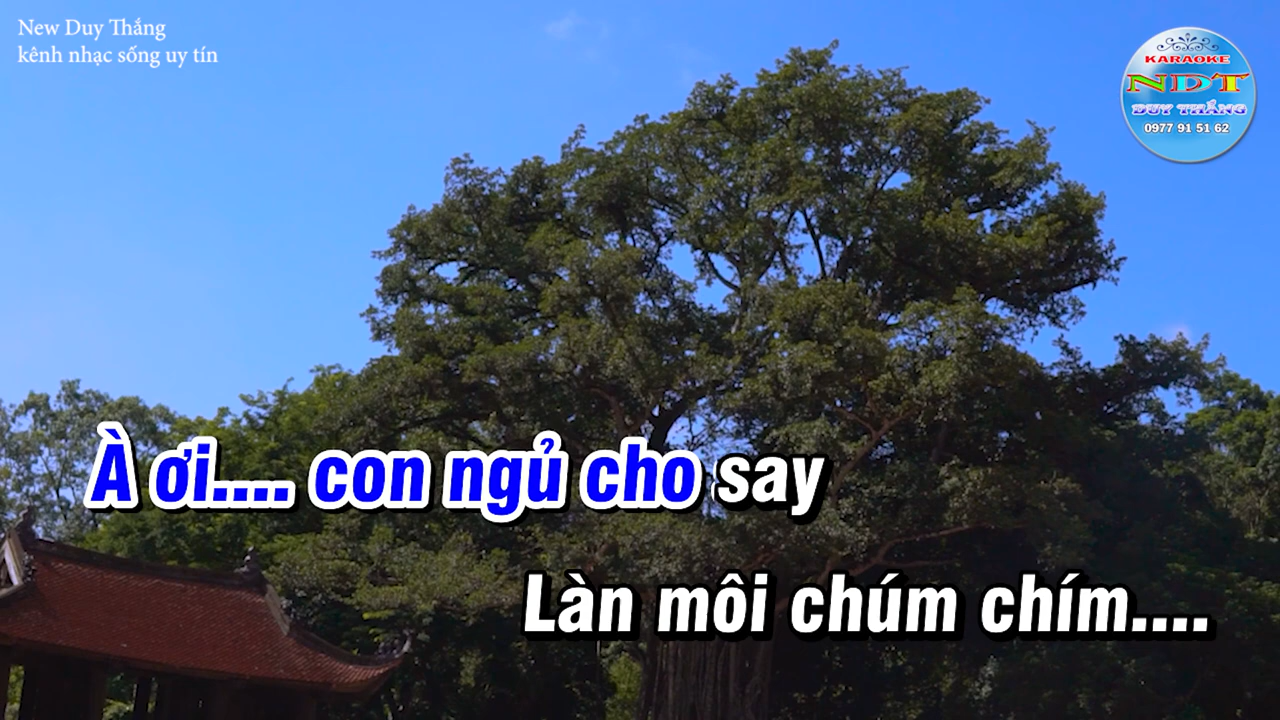 New Duy Thắng
kênh nhạc sống uy tín
KARAOKE
NDT
DUY THẮNG
0977 91 51 62
À ơi.... con ngủ cho say
Làn môi chúm chím....